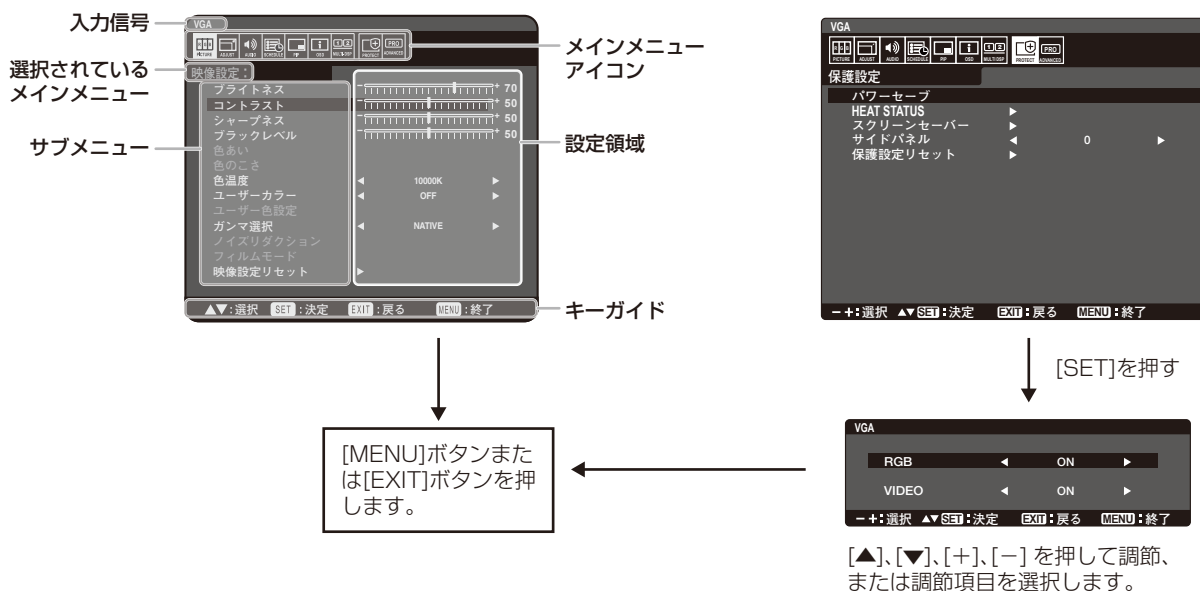 入力信号
選択されている
メインメニュー
サブメニュー
VGA
PICTURE ADJUST AUDIO SCHEDULE PIP OSD MULTI DSP PROTECT ADVANCED
PRO
映像設定：
ブライトネス － + 70
コントラスト － + 50
シャープネス － + 50
ブラックレベル － + 50
色あい
色のこさ
色温度 ◀ 10000K ▶
ユーザーカラー ◀ OFF ▶
ユーザー色設定
ガンマ選択 ◀ NATIVE ▶
ノイズリダクション
フィルムモード
映像設定リセット ▶
▲▼:選択 SET:決定 EXIT:戻る MENU:終了
メインメニュー
アイコン
設定領域
キーガイド
[MENU]ボタンまた
は[EXIT]ボタンを押
します。
VGA
PICTURE ADJUST AUDIO SCHEDULE PIP OSD MULTI DSP PROTECT ADVANCED
PRO
保護設定
パワーセーブ
HEAT STATUS ▶
スクリーンセーバー ▶
サイドパネル ◀ 0 ▶
保護設定リセット ▶
－+:選択 ▲▼SET:決定 EXIT:戻る MENU:終了
[SET]を押す
VGA
RGB ◀ ON ▶
VIDEO ◀ ON ▶
－+:選択 ▲▼SET:決定 EXIT:戻る MENU:終了
[▲]、[▼]、[＋]、[－] を押して調節、
または調節項目を選択します。